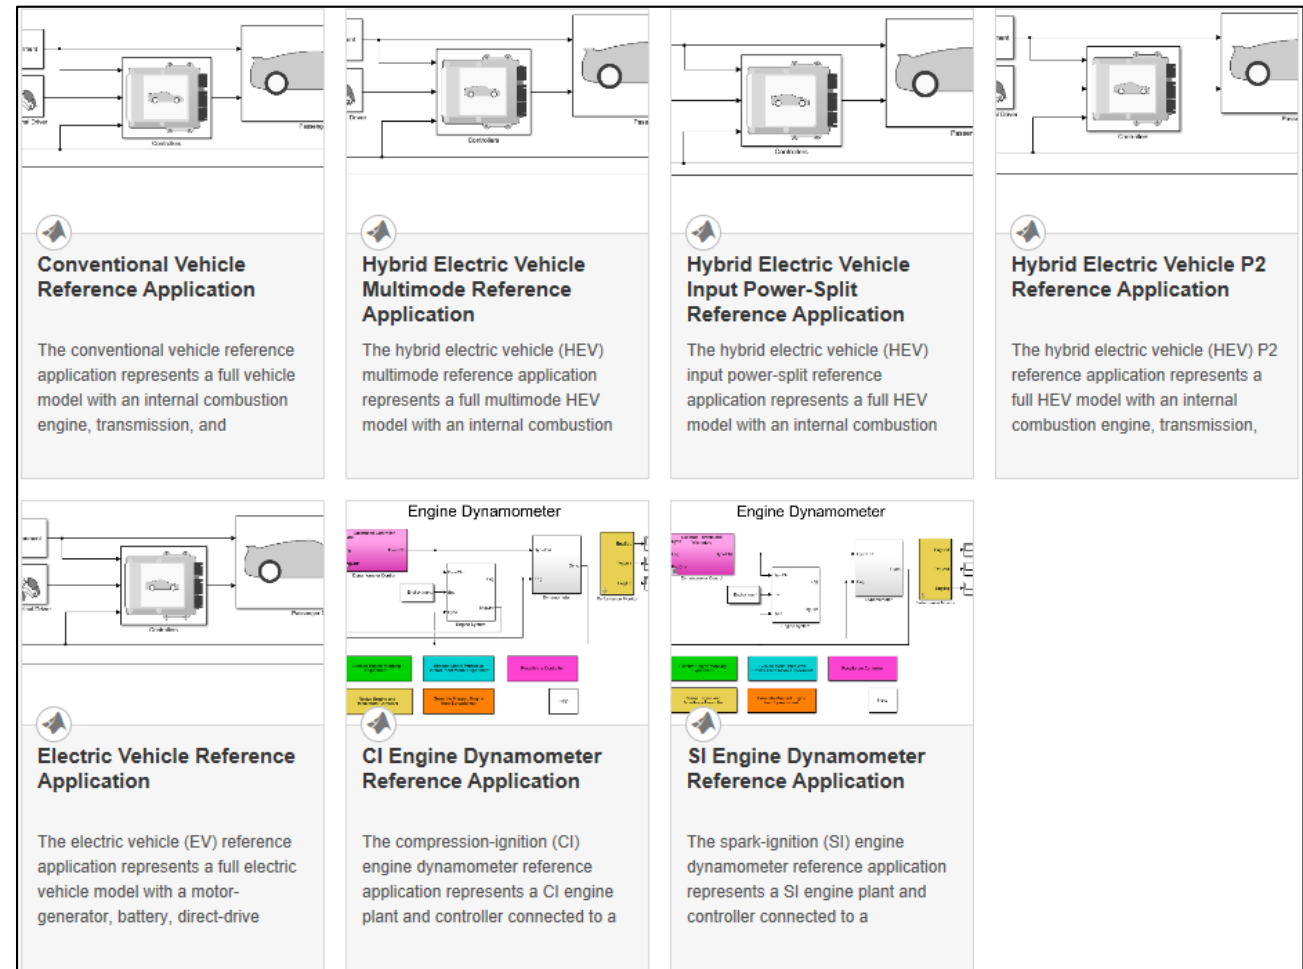 Controllers
Controllers
Controllers
Controllers
Conventional Vehicle
Reference Application
The conventional vehicle reference
application represents a full vehicle
model with an internal combustion
engine, transmission, and
Hybrid Electric Vehicle
Multimode Reference
Application
The hybrid electric vehicle (HEV)
multimode reference application
represents a full multimode HEV
model with an internal combustion
Hybrid Electric Vehicle
Input Power-Split
Reference Application
The hybrid electric vehicle (HEV)
input power-split reference
application represents a full HEV
model with an internal combustion
Hybrid Electric Vehicle P2
Reference Application
The hybrid electric vehicle (HEV) P2
reference application represents a
full HEV model with an internal
combustion engine, transmission,
Controllers
Electric Vehicle Reference
Application
The electric vehicle (EV) reference
application represents a full electric
vehicle model with a motor-
generator, battery, direct-drive
Engine Dynamometer
CI Engine Dynamometer
Reference Application
The compression-ignition (CI)
engine dynamometer reference
application represents a CI engine
plant and controller connected to a
Engine Dynamometer
SI Engine Dynamometer
Reference Application
The spark-ignition (SI) engine
dynamometer reference application
represents a SI engine plant and
controller connected to a